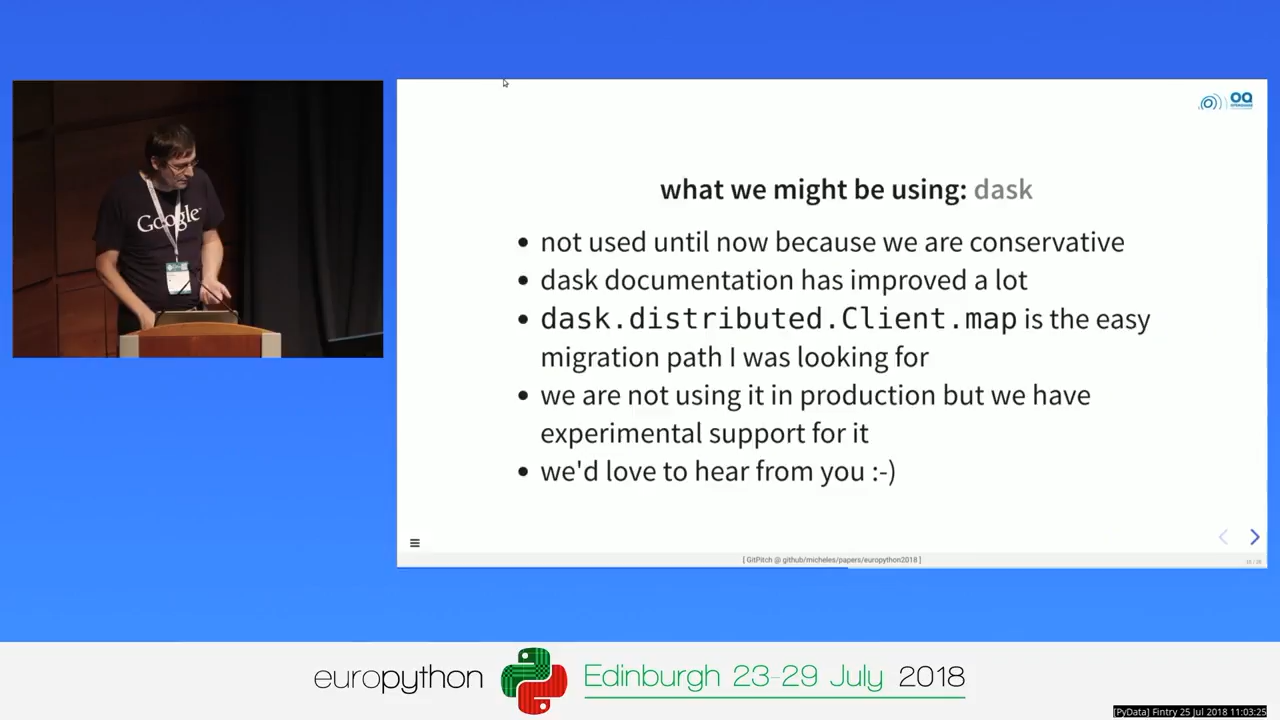 Google
oa
what we might be using: dask
• not used until now because we are conservative
• dask documentation has improved a lot
• dask.distributed.Client.map is the easy
migration path I was looking for
• we are not using it in production but we have
experimental support for it
• we'd love to hear from you :-)
[ GitPitch @ github/micheles/papers/europython2018 ]
europython
Edinburgh 23-29 July 2018
[PyData] Fintry 25 Jul 2018 11:03:25